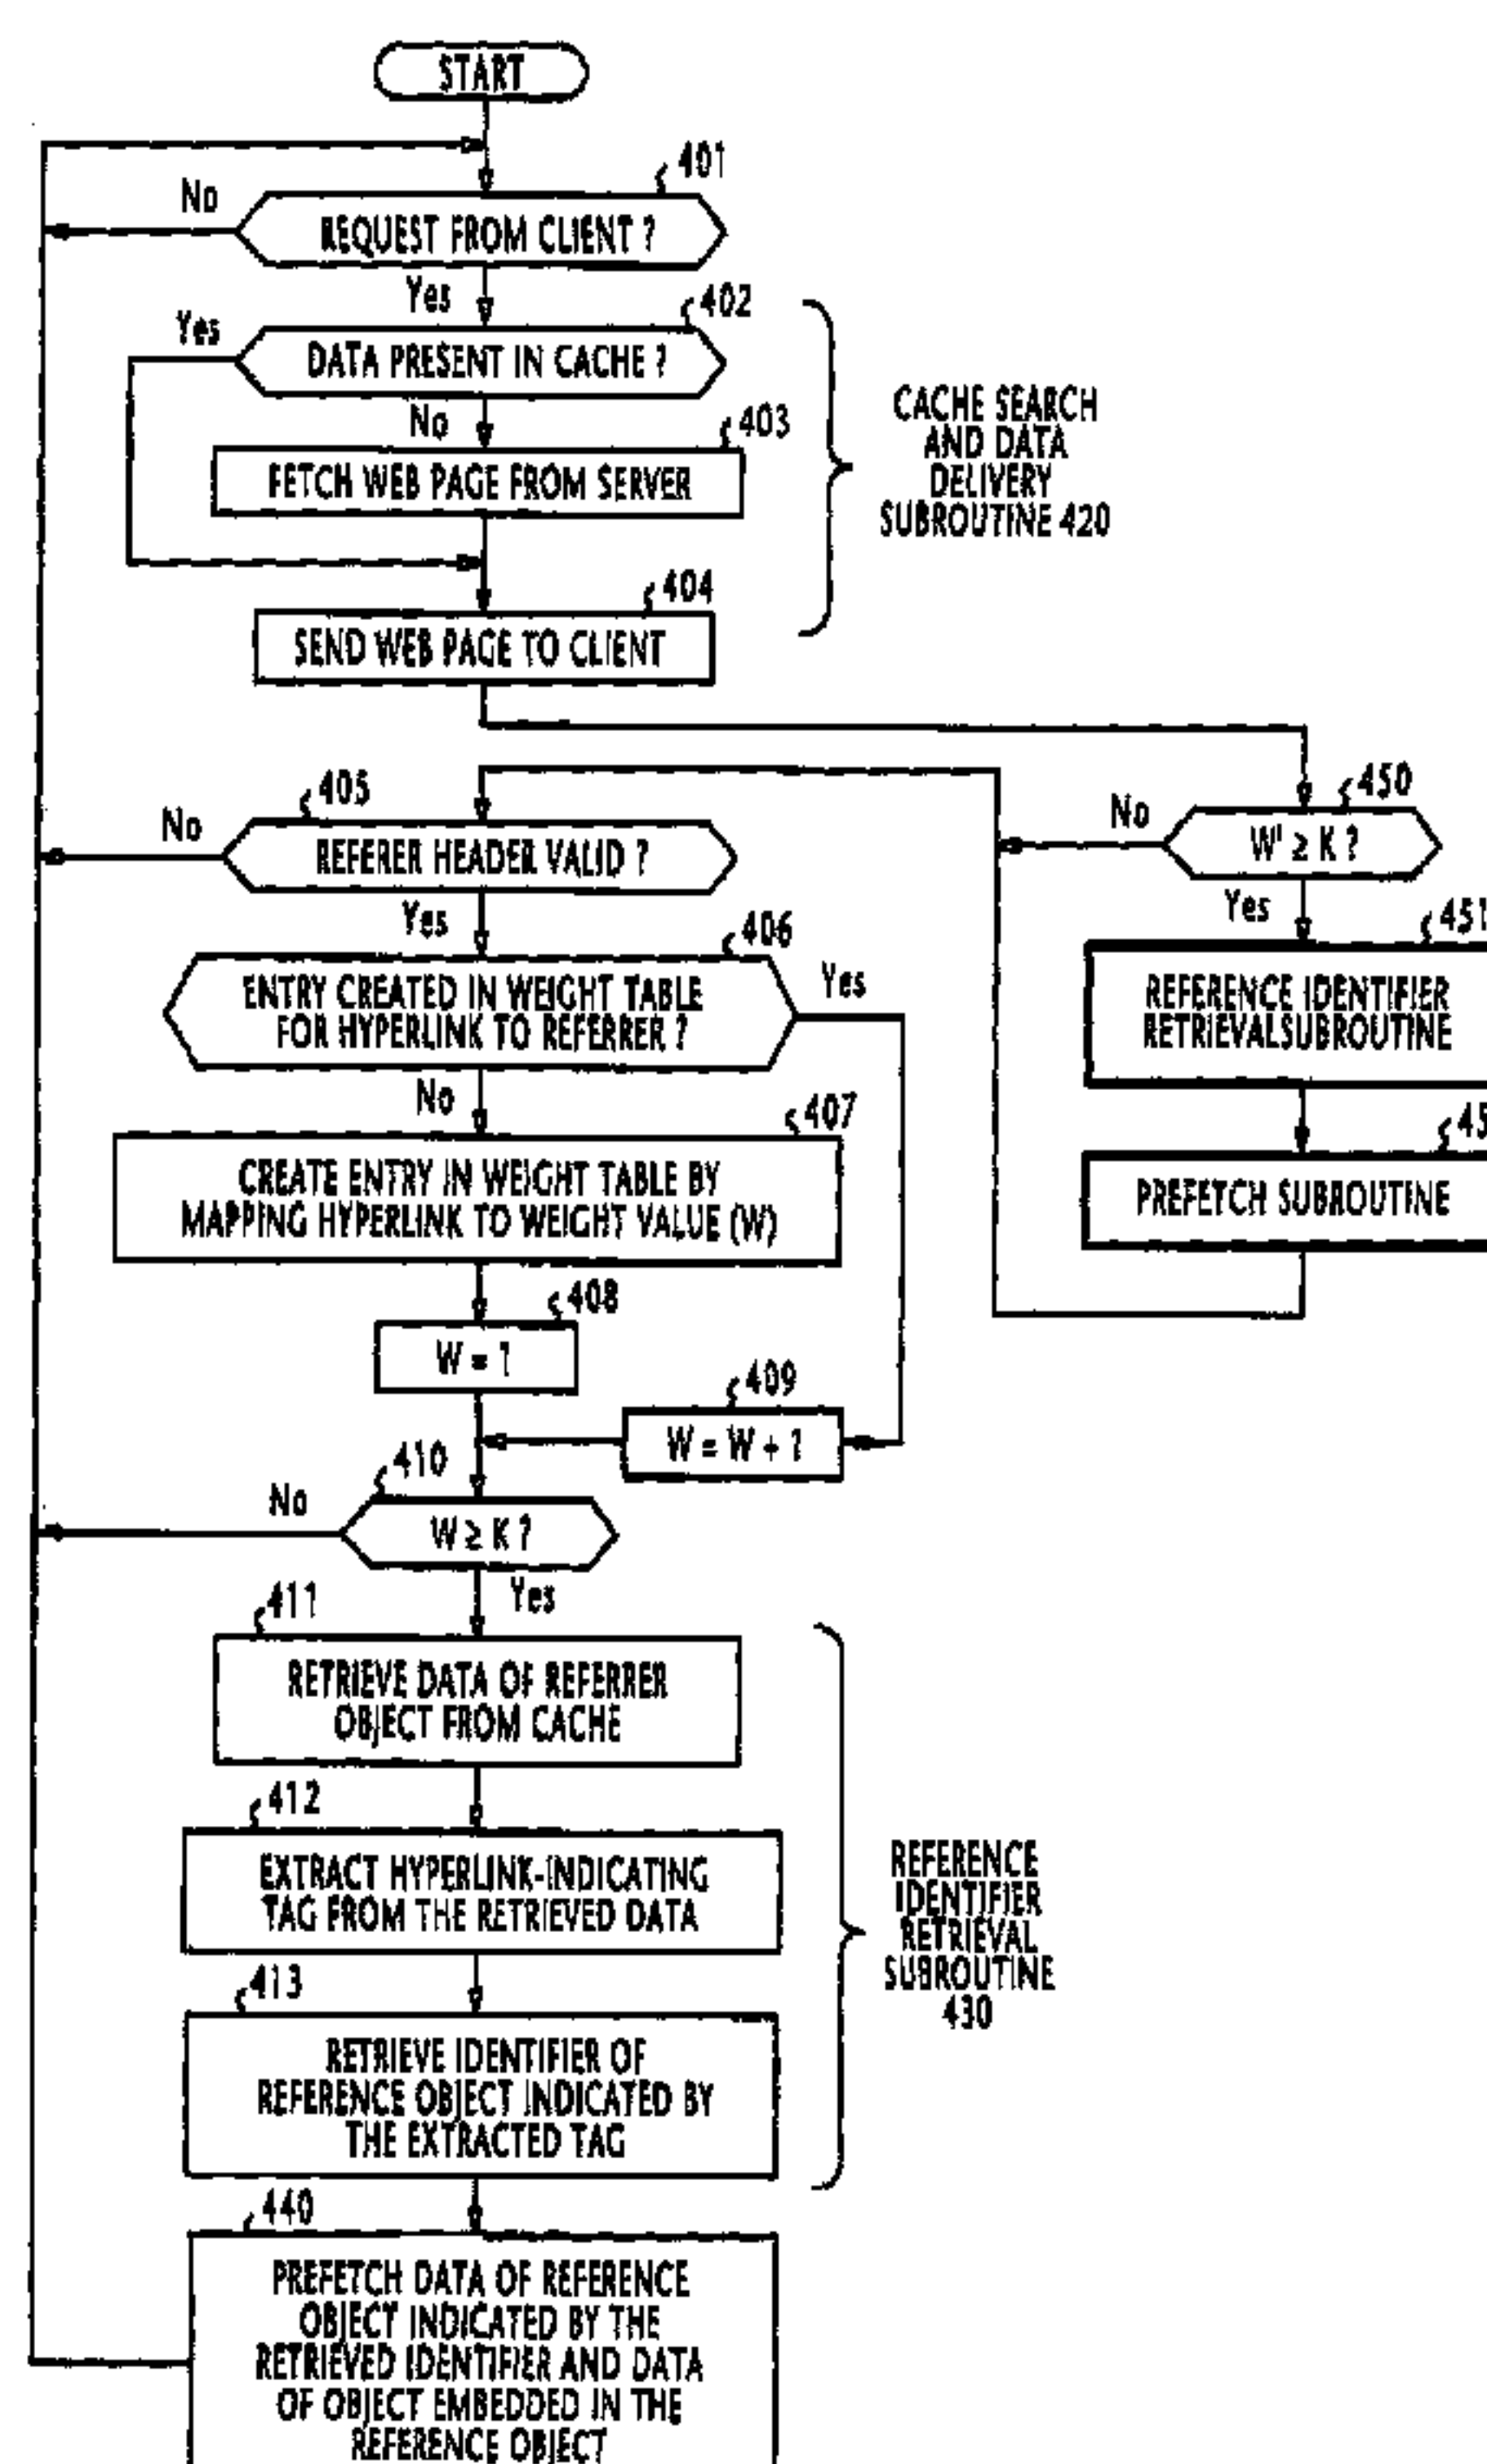 START
401
No
REQUEST FROM CLIENT ?
Yes
402
Yes
DATA PRESENT IN CACHE ?
No
403
FETCH WEB PAGE FROM SERVER
404
SEND WEB PAGE TO CLIENT
CACHE SEARCH
AND DATA
DELIVERY
SUBROUTINE 420
405
No
REFERER HEADER VALID ?
Yes
450
No
W' ≥ K ?
Yes
451
REFERENCE IDENTIFIER
RETRIEVALSUBROUTINE
45
PREFETCH SUBROUTINE
406
ENTRY CREATED IN WEIGHT TABLE
FOR HYPERLINK TO REFERRER ?
Yes
No
407
CREATE ENTRY IN WEIGHT TABLE BY
MAPPING HYPERLINK TO WEIGHT VALUE (W)
408
W = 1
409
W = W + 1
410
No
W ≥ K ?
Yes
411
RETRIEVE DATA OF REFERRER
OBJECT FROM CACHE
412
EXTRACT HYPERLINK-INDICATING
TAG FROM THE RETRIEVED DATA
413
RETRIEVE IDENTIFIER OF
REFERENCE OBJECT INDICATED BY
THE EXTRACTED TAG
REFERENCE
IDENTIFIER
RETRIEVAL
SUBROUTINE
430
440
PREFETCH DATA OF REFERENCE
OBJECT INDICATED BY THE
RETRIEVED IDENTIFIER AND DATA
OF OBJECT EMBEDDED IN THE
REFERENCE OBJECT